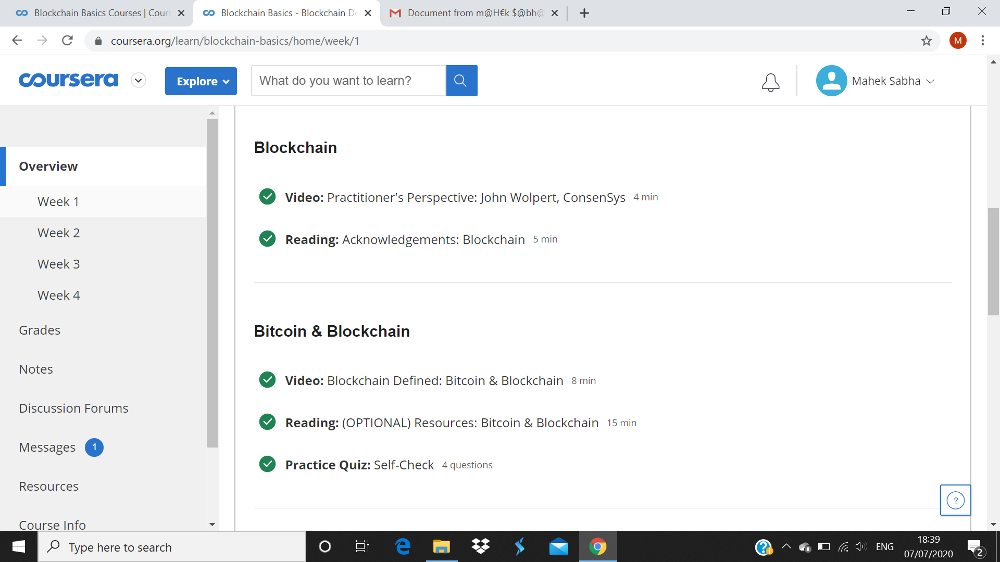 Blockchain Basics Courses | Cours
Blockchain Basics - Blockchain De
Document from m@H€k $@bh@
coursera.org/learn/blockchain-basics/home/week/1
M
coursera
Explore
What do you want to learn?
Mahek Sabha
Overview
Week 1
Week 2
Week 3
Week 4
Grades
Notes
Discussion Forums
Messages 1
Resources
Course Info
Blockchain
Video: Practitioner's Perspective: John Wolpert, ConsenSys 4 min
Reading: Acknowledgements: Blockchain 5 min
Bitcoin & Blockchain
Video: Blockchain Defined: Bitcoin & Blockchain 8 min
Reading: (OPTIONAL) Resources: Bitcoin & Blockchain 15 min
Practice Quiz: Self-Check 4 questions
?
Type here to search
ENG
18:39
07/07/2020
2